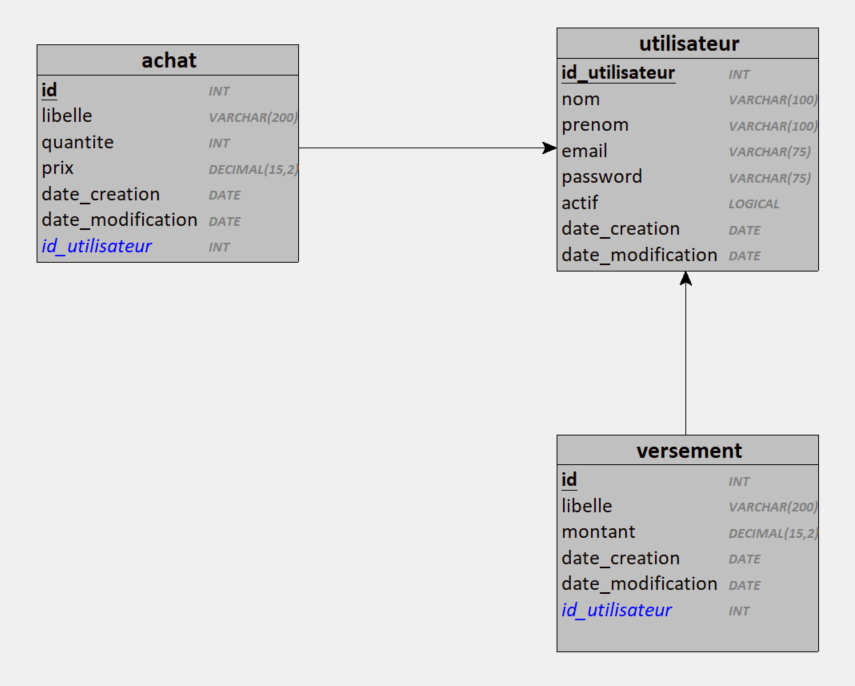 achat
id INT
libelle VARCHAR(200)
quantite INT
prix DECIMAL(15,2)
date_creation DATE
date_modification DATE
id_utilisateur INT
utilisateur
id_utilisateur INT
nom VARCHAR(100)
prenom VARCHAR(100)
email VARCHAR(75)
password VARCHAR(75)
actif LOGICAL
date_creation DATE
date_modification DATE
versement
id INT
libelle VARCHAR(200)
montant DECIMAL(15,2)
date_creation DATE
date_modification DATE
id_utilisateur INT